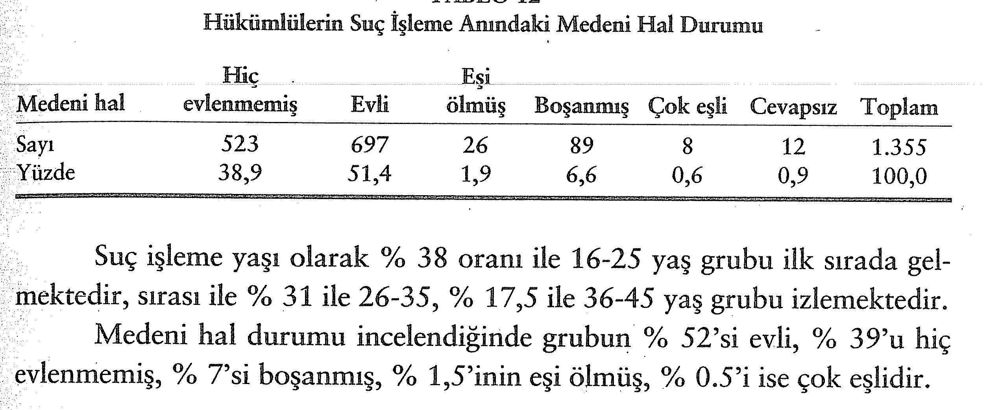 Hükümlülerin Suç İşleme Anındaki Medeni Hal Durumu
Hiç Eşi
Medeni hal evlenmemiş Evli ölmüş Boşanmış Çok eşli Cevapsız Toplam
Sayı 523 697 26 89 8 12 1.355
Yüzde 38,9 51,4 1,9 6,6 0,6 0,9 100,0
Suç işleme yaşı olarak % 38 oranı ile 16-25 yaş grubu ilk sırada gel-
mektedir, sırası ile % 31 ile 26-35, % 17,5 ile 36-45 yaş grubu izlemektedir.
Medeni hal durumu incelendiğinde grubun % 52'si evli, % 39'u hiç
evlenmemiş, % 7'si boşanmış, % 1,5'inin eşi ölmüş, % 0.5'i ise çok eşlidir.